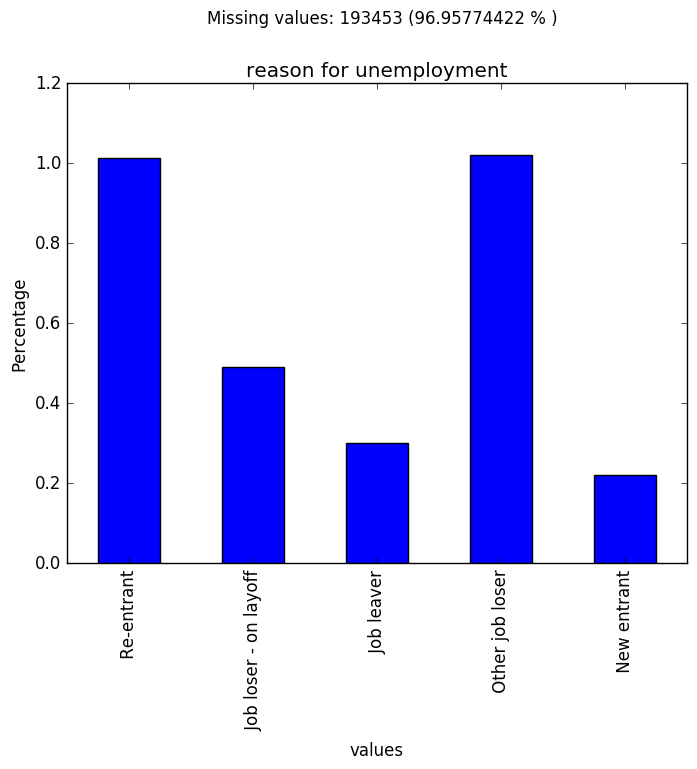 Missing values: 193453 (96.95774422 % )
reason for unemployment
1.2
1.0
0.8
0.6
0.4
0.2
0.0
Percentage
Re-entrant
Job loser - on layoff
Job leaver
Other job loser
New entrant
values